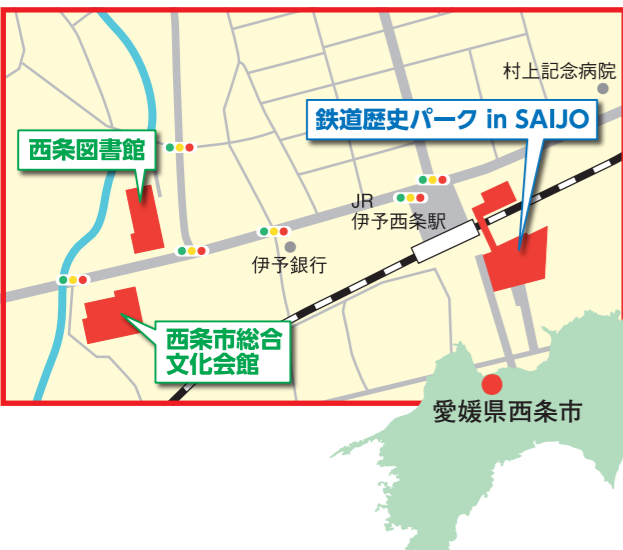 村上記念病院
鉄道歴史パーク in SAIJO
西条図書館
JR
伊予西条駅
伊予銀行
西条市総合
文化会館
愛媛県西条市